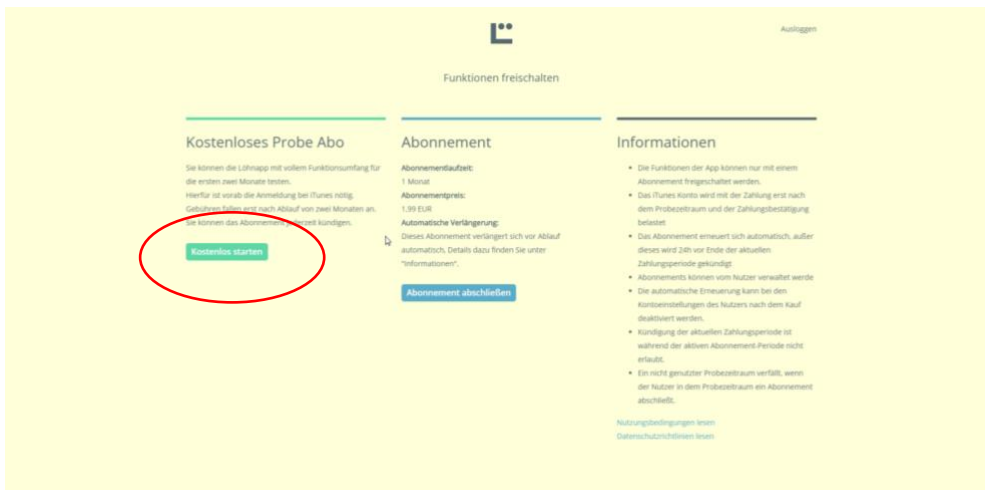 Ausloggen
Funktionen freischalten
Kostenloses Probe Abo
Sie können die Löhnapp mit vollem Funktionsumfang für
die ersten zwei Monate testen.
Hierfür ist vorab die Anmeldung bei iTunes nötig.
Gebühren fallen erst nach Ablauf von zwei Monaten an.
Sie können das Abonnement jederzeit kündigen.
Kostenlos starten
Abonnement
Abonnementlaufzeit:
1 Monat
Abonnementpreis:
1,99 EUR
Automatische Verlängerung:
Dieses Abonnement verlängert sich vor Ablauf
automatisch, Details dazu finden Sie unter
"Informationen".
Abonnement abschließen
Informationen
Die Funktionen der App können nur mit einem
Abonnement freigeschaltet werden.
Das iTunes Konto wird mit der Zahlung erst nach
dem Probezeitraum und der Zahlungsbestätigung
belastet
Das Abonnement erneuert sich automatisch, außer
dieses wird 24h vor Ende der aktuellen
Zahlungsperiode gekündigt
Abonnements können vom Nutzer verwaltet werde
Die automatische Erneuerung kann bei den
Kontoeinstellungen des Nutzers nach dem Kauf
deaktiviert werden.
Kündigung der aktuellen Zahlungsperiode ist
während der aktiven Abonnement-Periode nicht
erlaubt.
Ein nicht genutzter Probezeitraum verfällt, wenn
der Nutzer in dem Probezeitraum ein Abonnement
abschließt.
Nutzungsbedingungen lesen
Datenschutzrichtlinien lesen